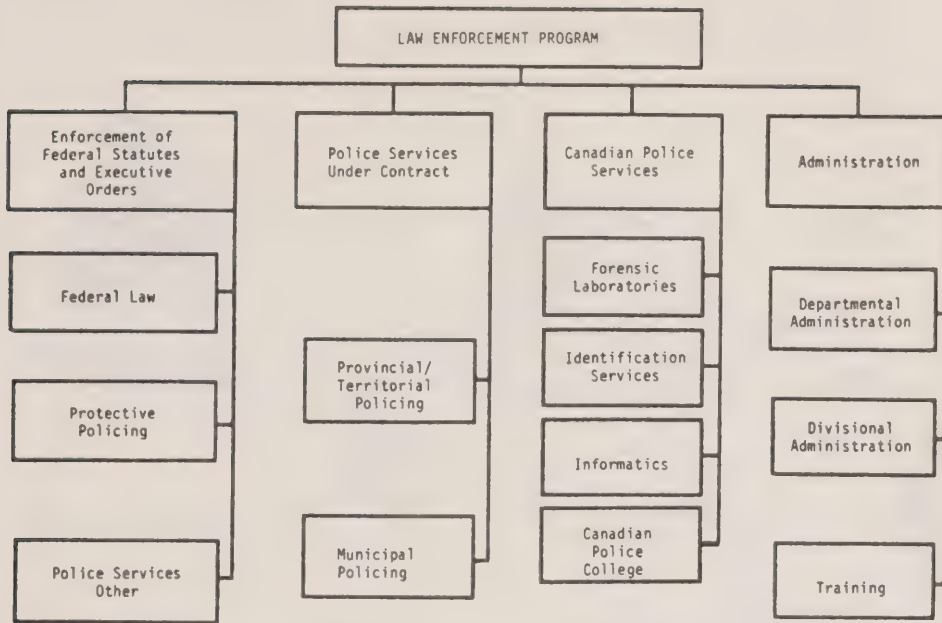 LAW ENFORCEMENT PROGRAM
Enforcement of
Federal Statutes
and Executive
Orders
Federal Law
Protective
Policing
Police Services
Other
Police Services
Under Contract
Provincial/
Territorial
Policing
Municipal
Policing
Canadian Police
Services
Forensic
Laboratories
Identification
Services
Informatics
Canadian
Police
College
Administration
Departmental
Administration
Divisional
Administration
Training